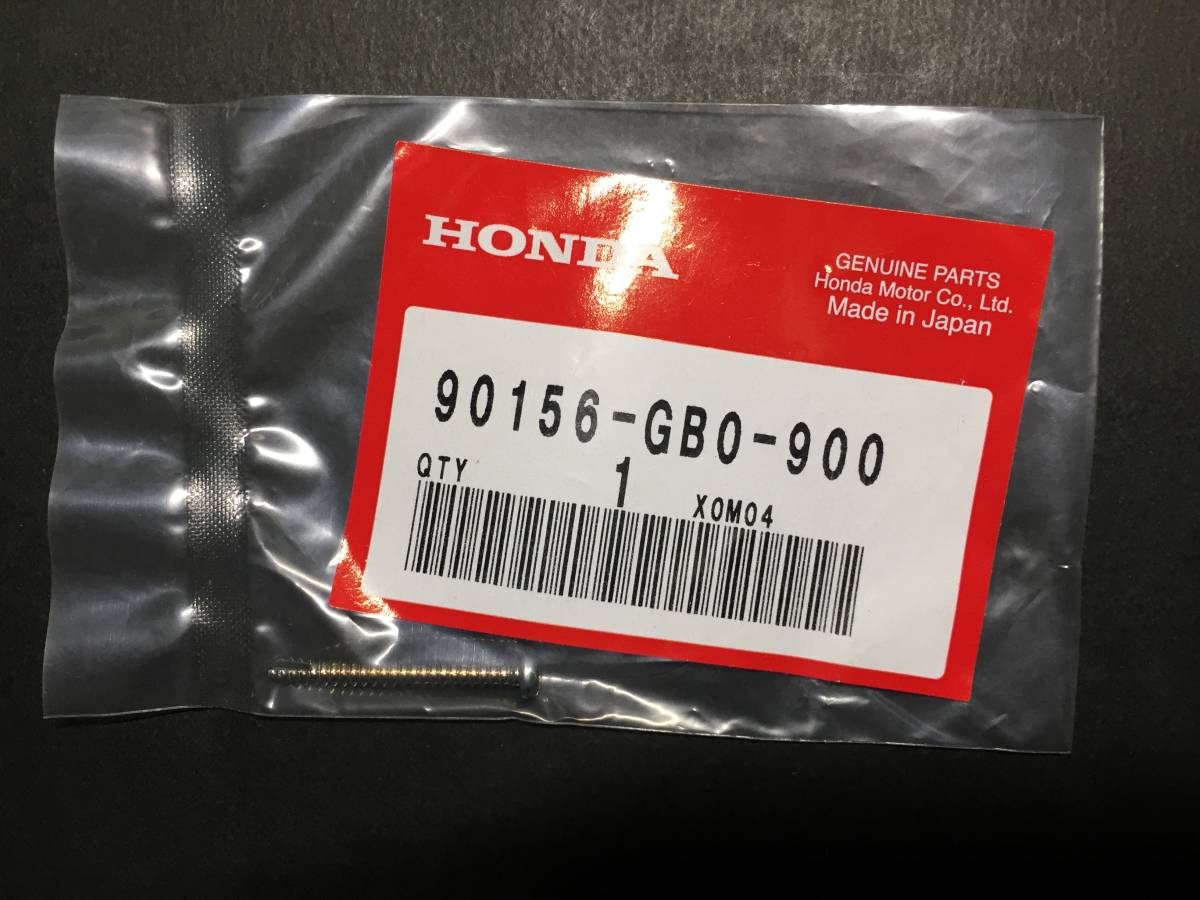 HONDA
GENUINE PARTS
Honda Motor Co., Ltd.
Made in Japan
90156-GB0-900
QTY 1 X0M04